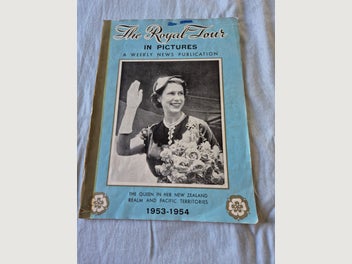 The Royal Tour
IN PICTURES
A WEEKLY NEWS PUBLICATION
THE QUEEN IN HER NEW ZEALAND
REALM AND PACIFIC TERRITORIES
1953-1954